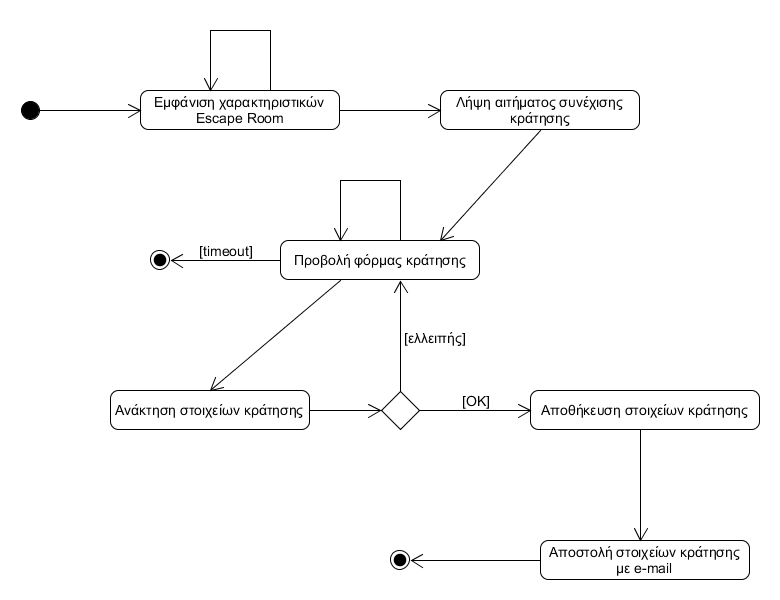 Εμφάνιση χαρακτηριστικών
Escape Room
Λήψη αιτήματος συνέχισης
κράτησης
[timeout]
Προβολή φόρμας κράτησης
[ελλειπής]
Ανάκτηση στοιχείων κράτησης
[OK]
Αποθήκευση στοιχείων κράτησης
Αποστολή στοιχείων κράτησης
με e-mail